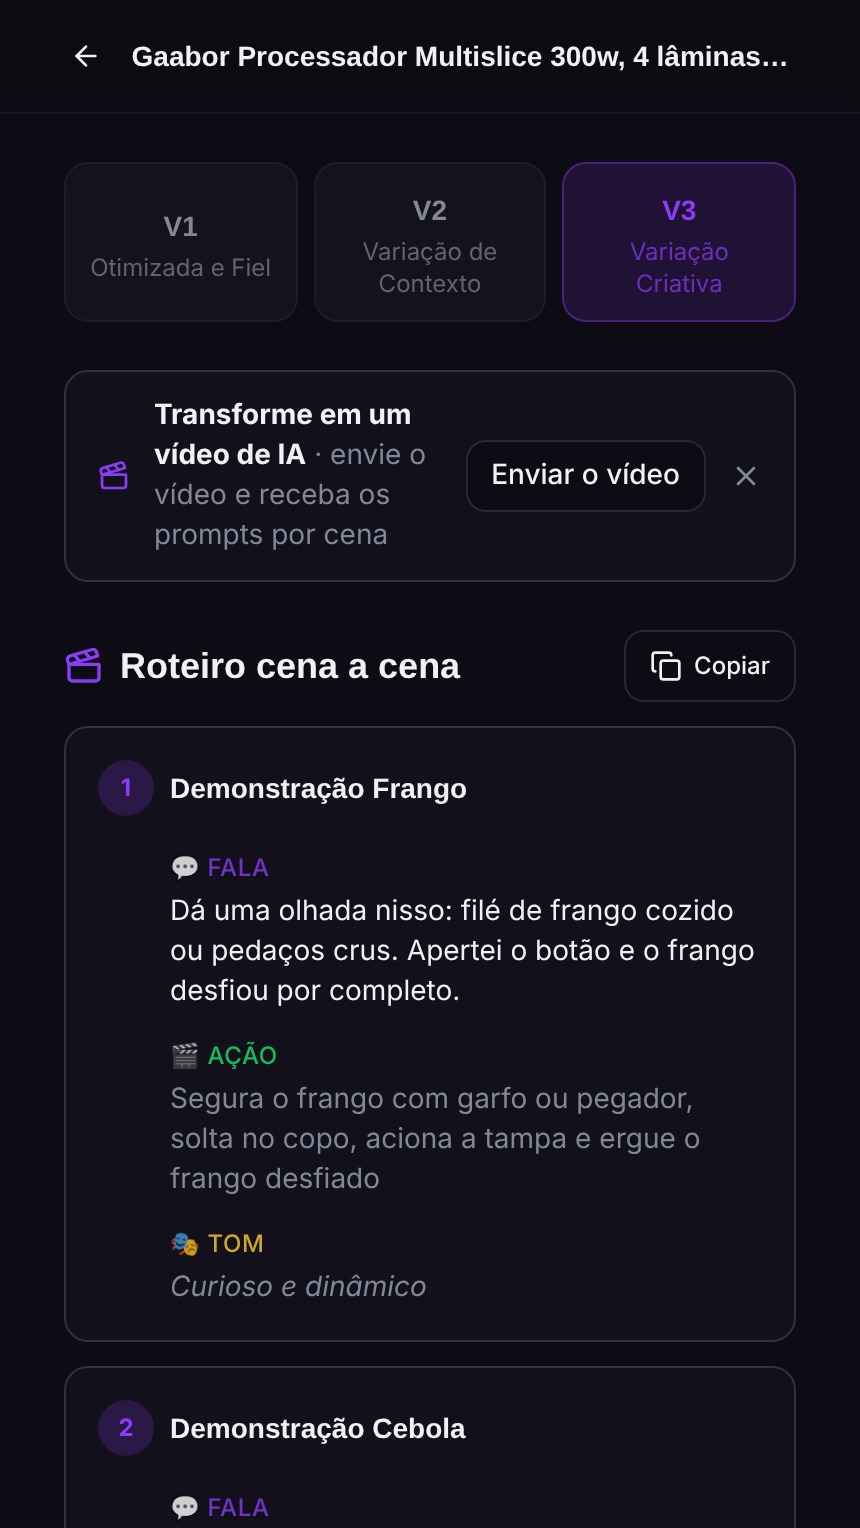 Gaabor Processador Multislice 300w, 4 lâminas...
V1
Otimizada e Fiel
V2
Variação de
Contexto
V3
Variação
Criativa
Transforme em um
vídeo de IA · envie o
vídeo e receba os
prompts por cena
Enviar o vídeo
Roteiro cena a cena
Copiar
1
Demonstração Frango
💬 FALA
Dá uma olhada nisso: filé de frango cozido
ou pedaços crus. Apertei o botão e o frango
desfiou por completo.
🎬 AÇÃO
Segura o frango com garfo ou pegador,
solta no copo, aciona a tampa e ergue o
frango desfiado
🎭 TOM
Curioso e dinâmico
2
Demonstração Cebola
💬 FALA